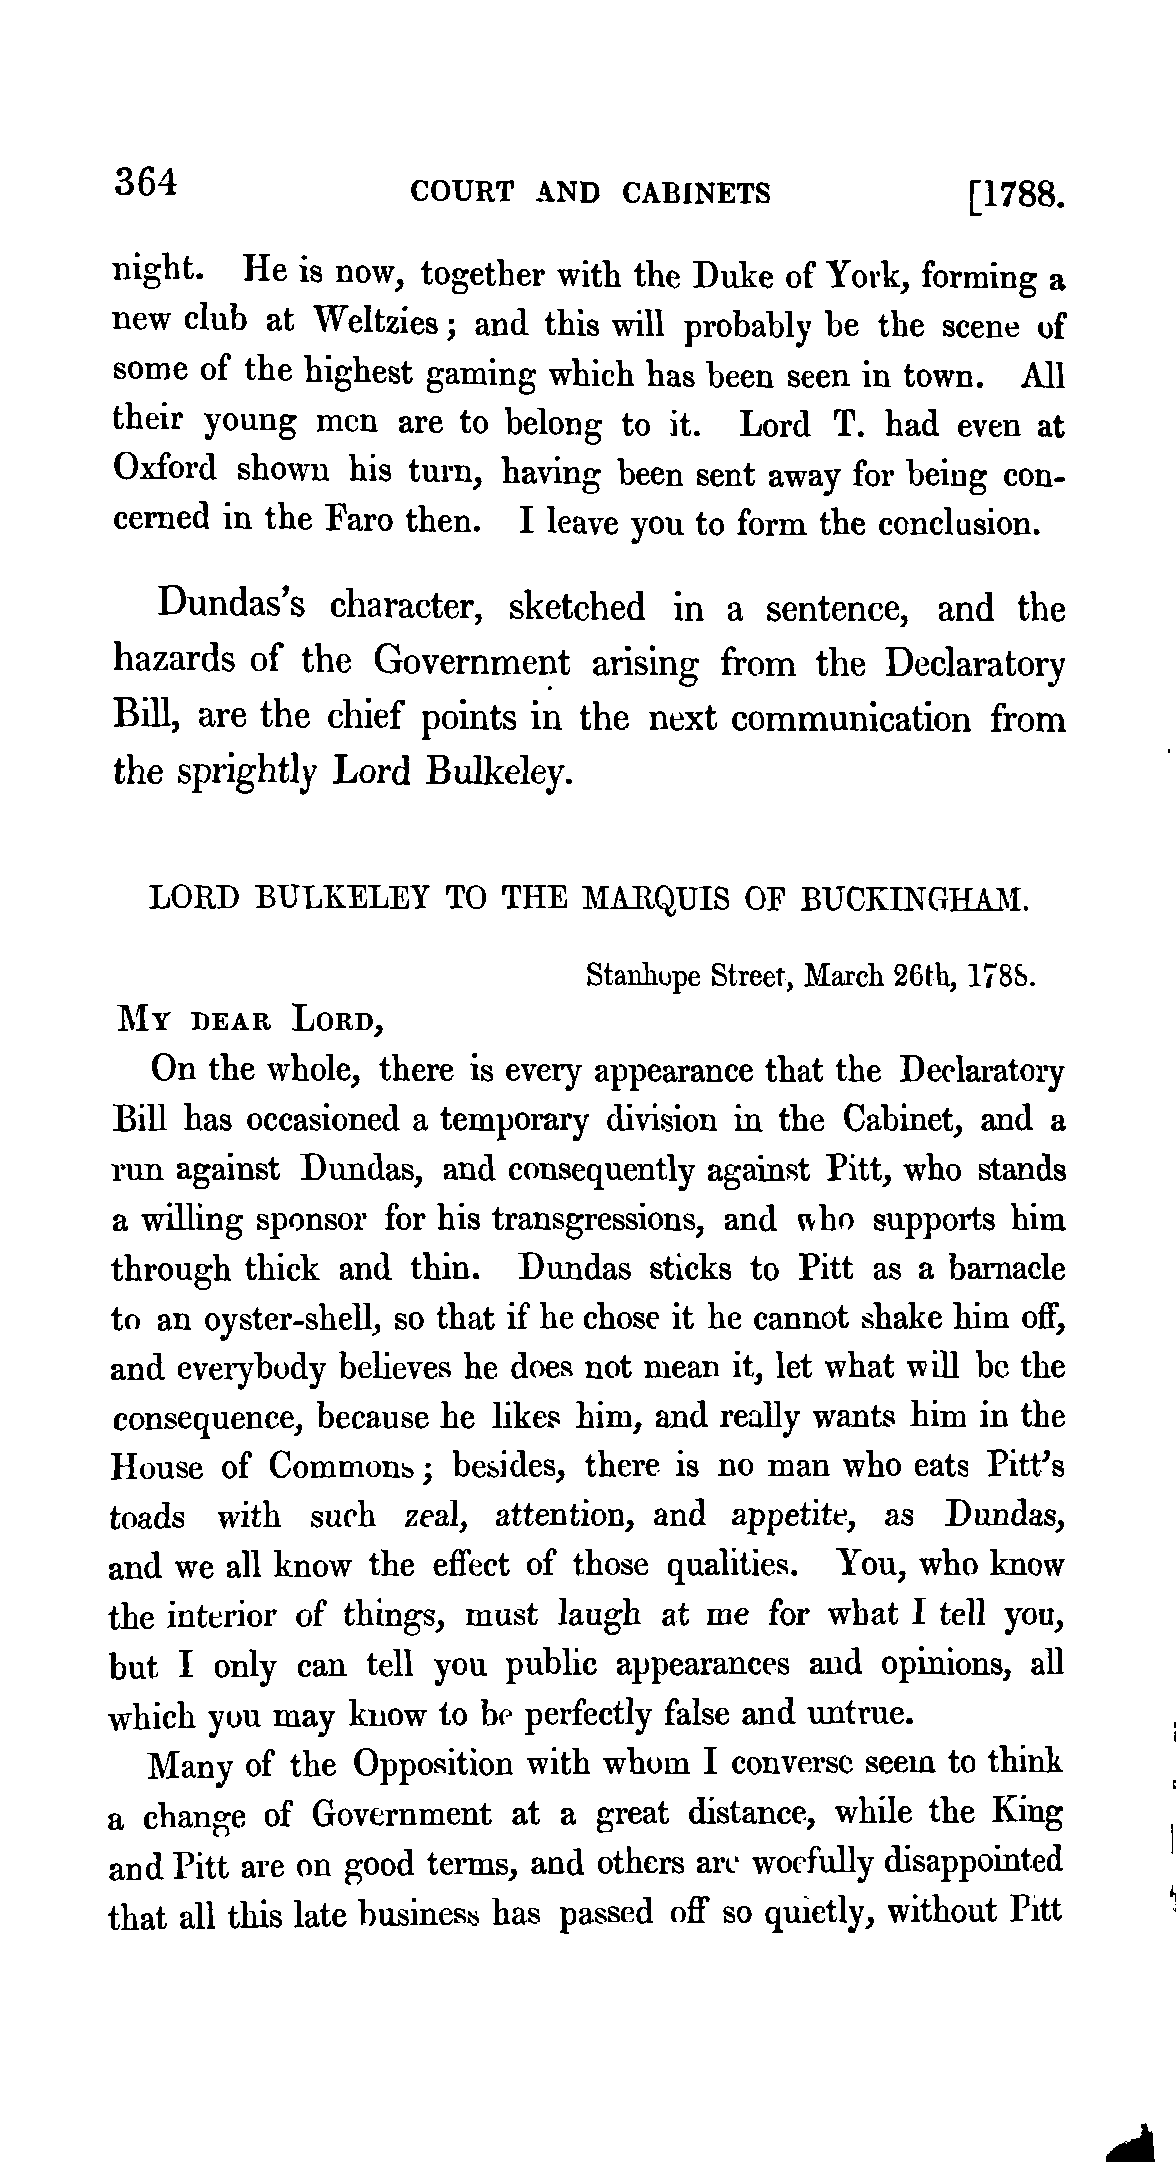 364 COURT AND CABINETS [1788.
night. He is now, together with the Duke of York, forming a
new club at Weltzies; and this will probably be the scene of
some of the highest gaming which has been seen in town. All
their young men are to belong to it. Lord T. had even at
Oxford shown his turn, having been sent away for being con-
cerned in the Faro then. I leave you to form the conclusion.
Dundas's character, sketched in a sentence, and the
hazards of the Government arising from the Declaratory
Bill, are the chief points in the next communication from
the sprightly Lord Bulkeley.
LORD BULKELEY TO THE MARQUIS OF BUCKINGHAM.
Stanhope Street, March 26th, 1788.
MY DEAR LORD,
On the whole, there is every appearance that the Declaratory
Bill has occasioned a temporary division in the Cabinet, and a
run against Dundas, and consequently against Pitt, who stands
a willing sponsor for his transgressions, and who supports him
through thick and thin. Dundas sticks to Pitt as a barnacle
to an oyster-shell, so that if he chose it he cannot shake him off,
and everybody believes he does not mean it, let what will be the
consequence, because he likes him, and really wants him in the
House of Commons; besides, there is no man who eats Pitt's
toads with such zeal, attention, and appetite, as Dundas,
and we all know the effect of those qualities. You, who know
the interior of things, must laugh at me for what I tell you,
but I only can tell you public appearances and opinions, all
which you may know to be perfectly false and untrue.
Many of the Opposition with whom I converse seem to think
a change of Government at a great distance, while the King
and Pitt are on good terms, and others are woefully disappointed
that all this late business has passed off so quietly, without Pitt